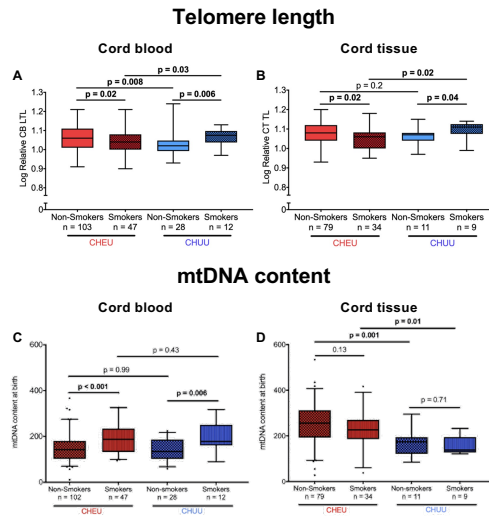 Telomere length
Cord blood
Cord tissue
A
p = 0.03
p = 0.008
p = 0.02
p = 0.006
Log Relative CB LTL
1.3
1.2
1.1
1.0
0.9
0.8
0
Non-Smokers Smokers Non-Smokers Smokers
n = 103 n = 47 n = 28 n = 12
CHEU CHUU
B
p = 0.02
p = 0.2
p = 0.02
p = 0.04
Log Relative CT TL
1.3
1.2
1.1
1.0
0.9
0.8
0
Non-Smokers Smokers Non-Smokers Smokers
n = 79 n = 34 n = 11 n = 9
CHEU CHUU
mtDNA content
Cord blood
Cord tissue
C
p = 0.43
p = 0.99
p <0.001
p = 0.006
mtDNA content at birth
600
400
200
0
Non-Smokers Smokers Non-smokers Smokers
n = 102 n = 47 n = 28 n = 12
CHEU CHUU
D
p = 0.01
p = 0.001
0.13
p = 0.71
mtDNA content at birth
600
400
200
0
Non-Smokers Smokers Non-smokers Smokers
n = 79 n = 34 n = 11 n = 9
CHEU CHUU